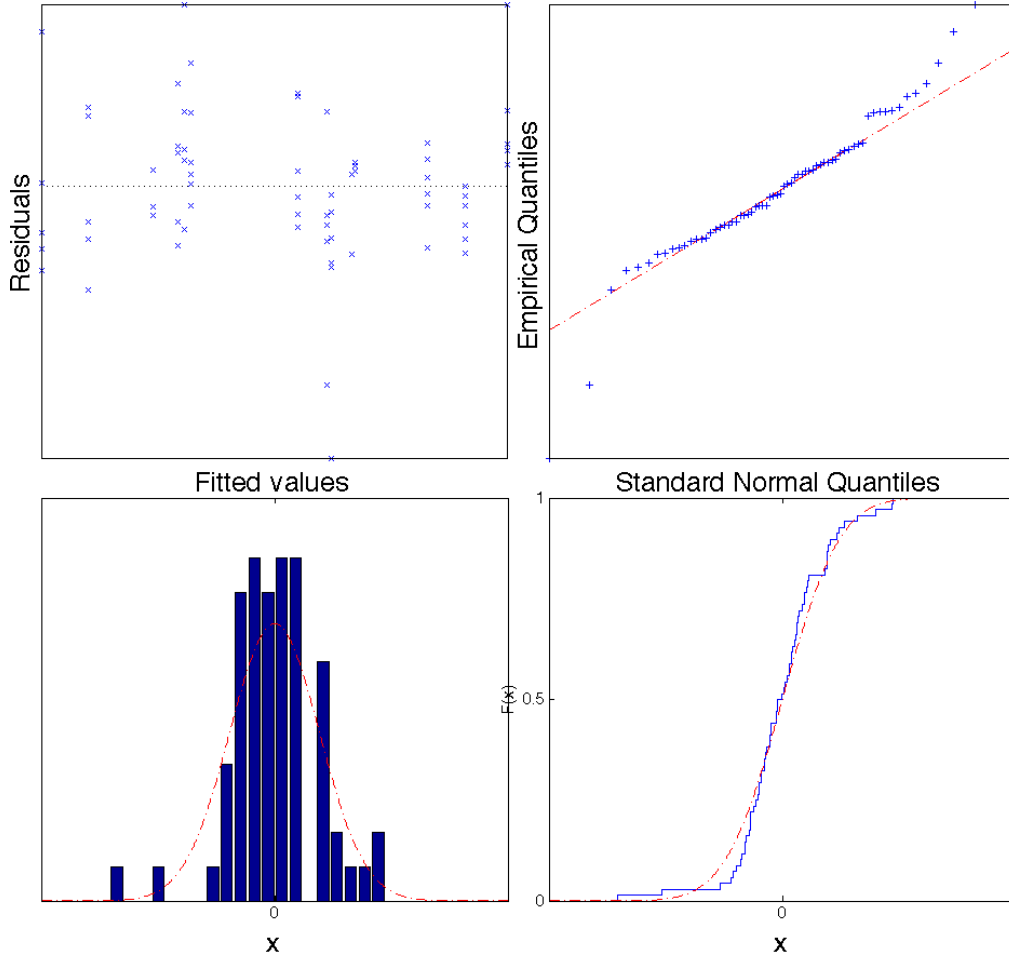 Residuals
Fitted values
Empirical Quantiles
Standard Normal Quantiles
0
x
1
0.5
0
F(x)
0
x